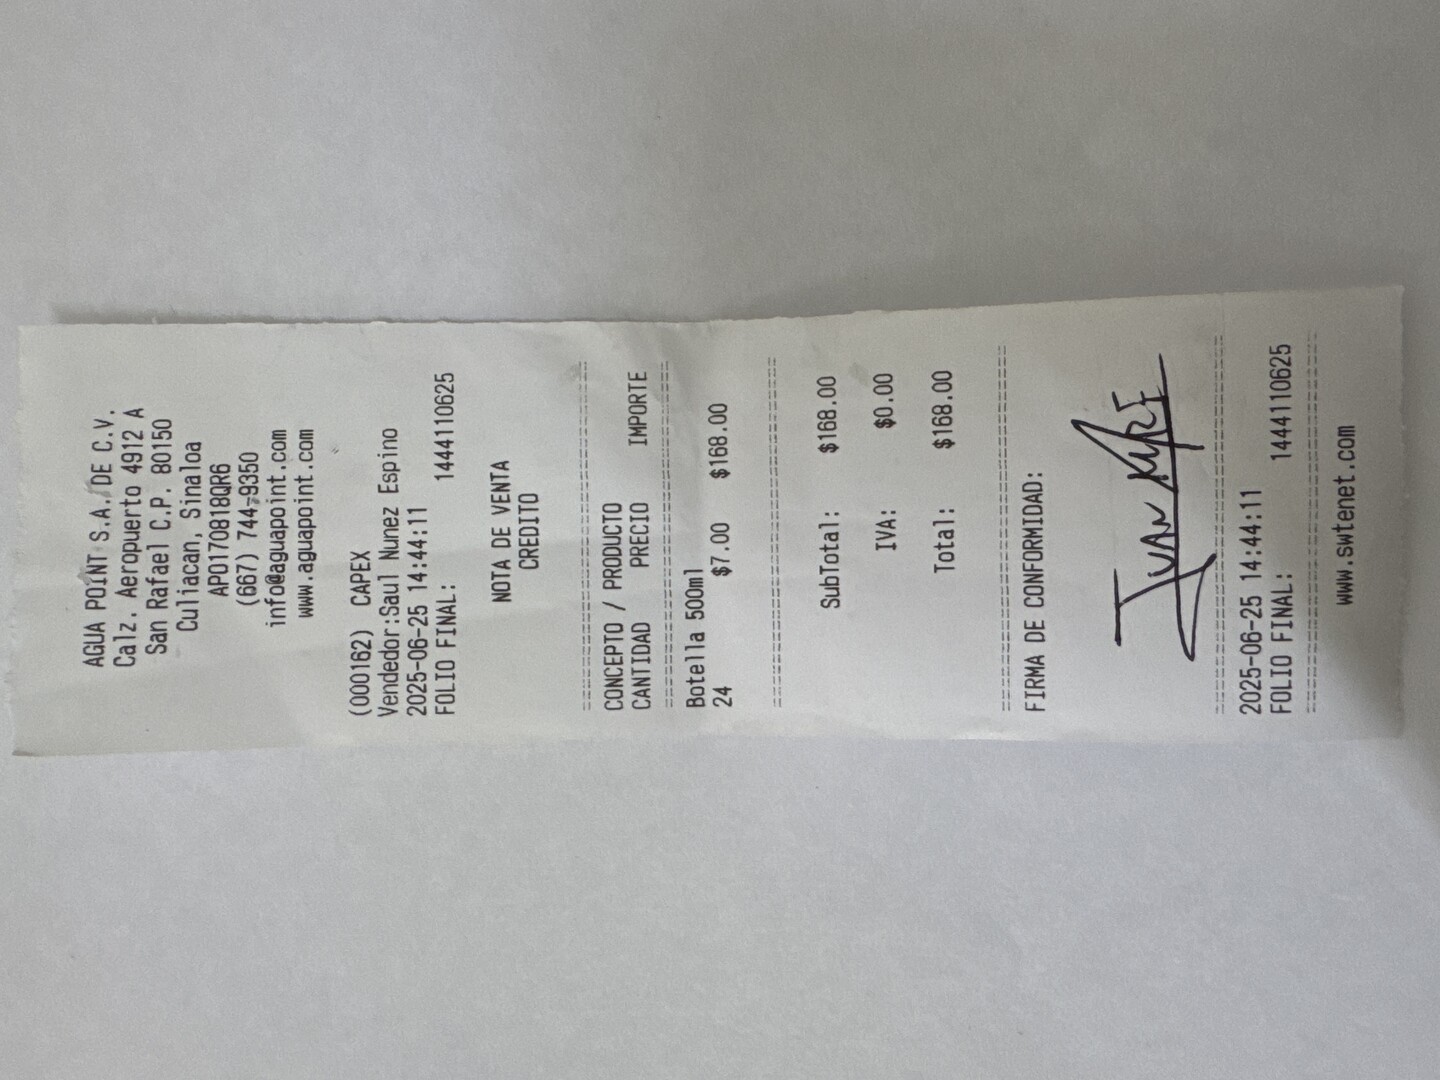 AGUA POINT S.A. DE C.V.
Calz. Aeropuerto 4912 A
San Rafael C.P. 80150
Culiacan, Sinaloa
APO170818QR6
(667) 744-9350
info@aguapoint.com
www.aguapoint.com
(000162) CAPEX
Vendedor:Saul Nunez Espino
2025-06-25 14:44:11
FOLIO FINAL: 1444110625
NOTA DE VENTA
CREDITO
CONCEPTO / PRODUCTO
CANTIDAD PRECIO IMPORTE
Botella 500ml
24 $7.00 $168.00
SubTotal: $168.00
IVA: $0.00
Total: $168.00
FIRMA DE CONFORMIDAD:
IVAN
2025-06-25 14:44:11
FOLIO FINAL: 1444110625
www.swtenet.com